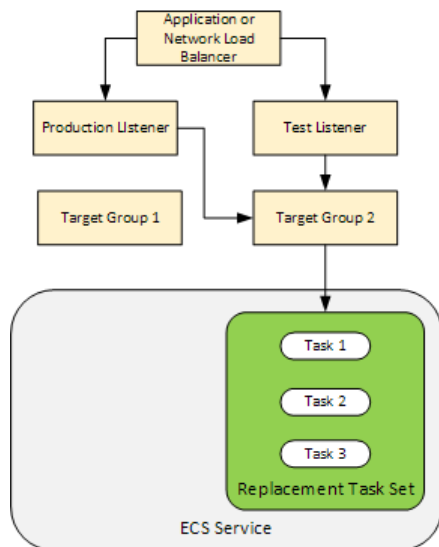 Application or
Network Load
Balancer
Production Listener
Test Listener
Target Group 1
Target Group 2
Task 1
Task 2
Task 3
Replacement Task Set
ECS Service